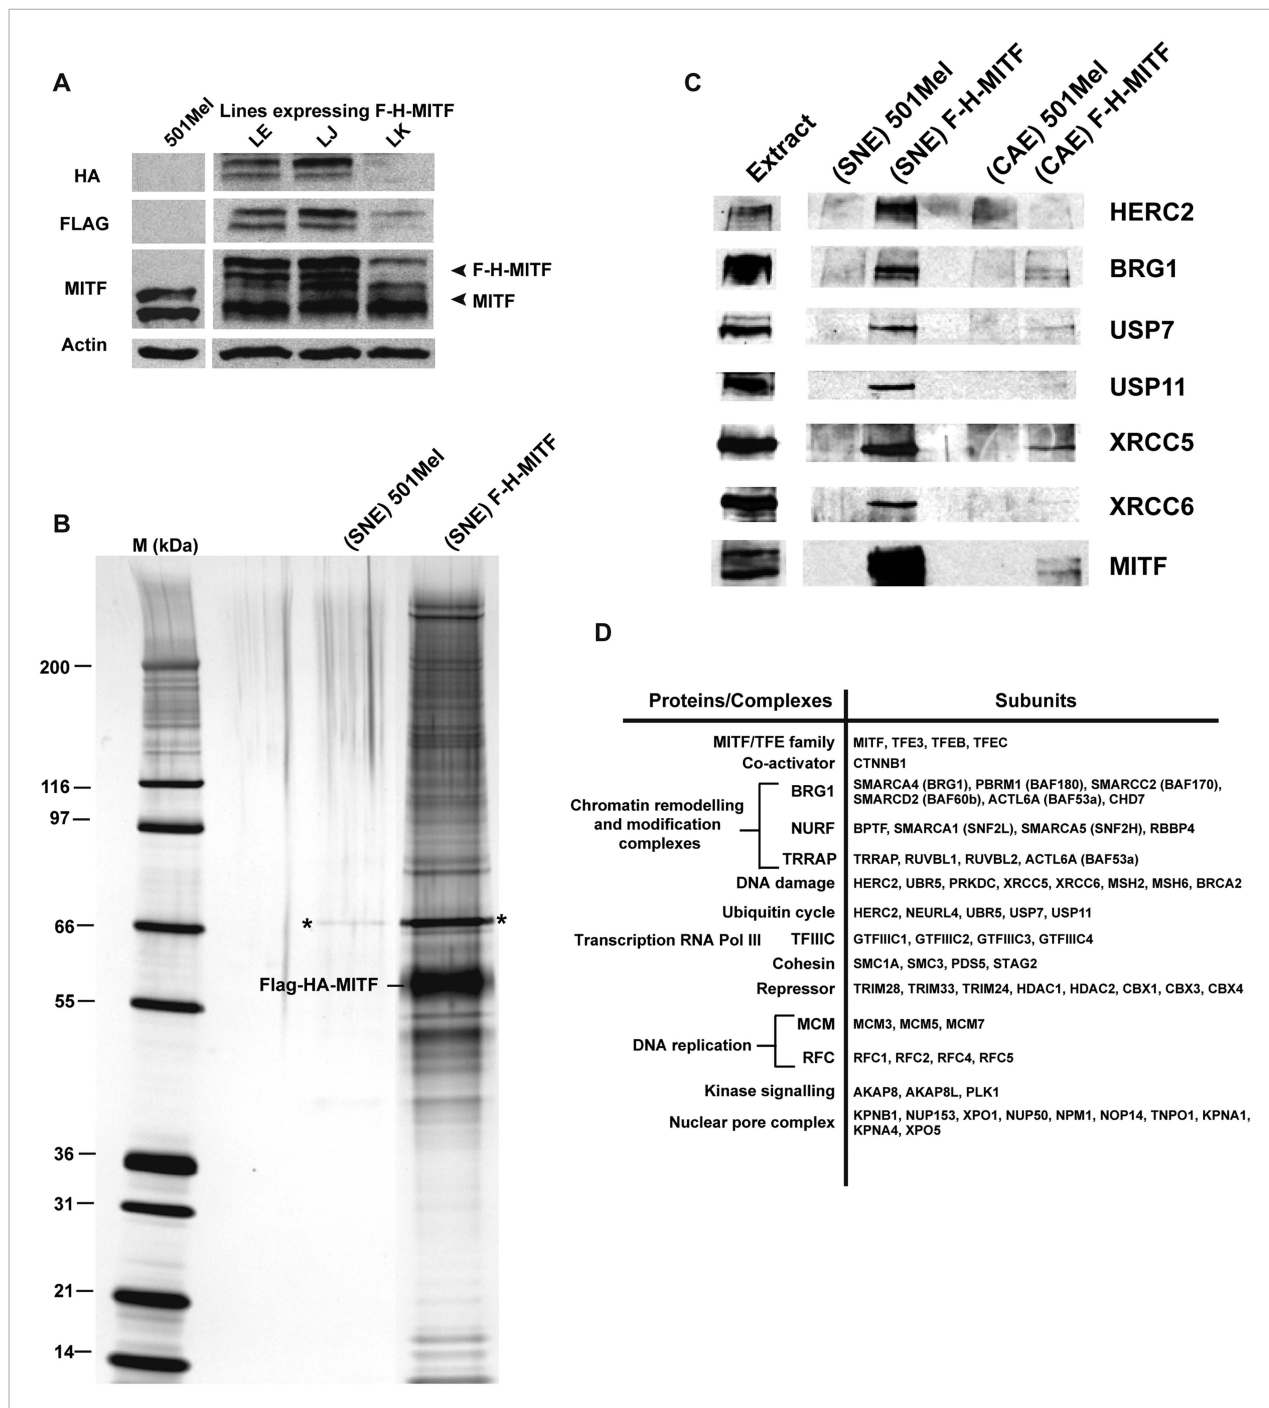 A
501Mel
Lines expressing F-H-MITF
LE
LJ
LK
HA
FLAG
MITF
Actin
F-H-MITF
MITF
B
M (kDa)
(SNE) 501Mel
(SNE) F-H-MITF
200
116
97
66
55
36
31
21
14
*
*
Flag-HA-MITF
C
Extract
(SNE) 501Mel
(SNE) F-H-MITF
(CAE) 501Mel
(CAE) F-H-MITF
HERC2
BRG1
USP7
USP11
XRCC5
XRCC6
MITF
D
Proteins/Complexes
Subunits
MITF/TFE family
MITF, TFE3, TFEB, TFEC
Co-activator
CTNNB1
Chromatin remodelling
and modification
complexes
BRG1
SMARCA4 (BRG1), PBRM1 (BAF180), SMARCC2 (BAF170),
SMARCD2 (BAF60b), ACTL6A (BAF53a), CHD7
NURF
BPTF, SMARCA1 (SNF2L), SMARCA5 (SNF2H), RBBP4
TRRAP
TRRAP, RUVBL1, RUVBL2, ACTL6A (BAF53a)
DNA damage
HERC2, UBR5, PRKDC, XRCC5, XRCC6, MSH2, MSH6, BRCA2
Ubiquitin cycle
HERC2, NEURL4, UBR5, USP7, USP11
Transcription RNA Pol III
TFIIIC
GTFIIIC1, GTFIIIC2, GTFIIIC3, GTFIIIC4
Cohesin
SMC1A, SMC3, PDS5, STAG2
Repressor
TRIM28, TRIM33, TRIM24, HDAC1, HDAC2, CBX1, CBX3, CBX4
DNA replication
MCM
MCM3, MCM5, MCM7
RFC
RFC1, RFC2, RFC4, RFC5
Kinase signalling
AKAP8, AKAP8L, PLK1
Nuclear pore complex
KPNB1, NUP153, XPO1, NUP50, NPM1, NOP14, TNPO1, KPNA1,
KPNA4, XPO5